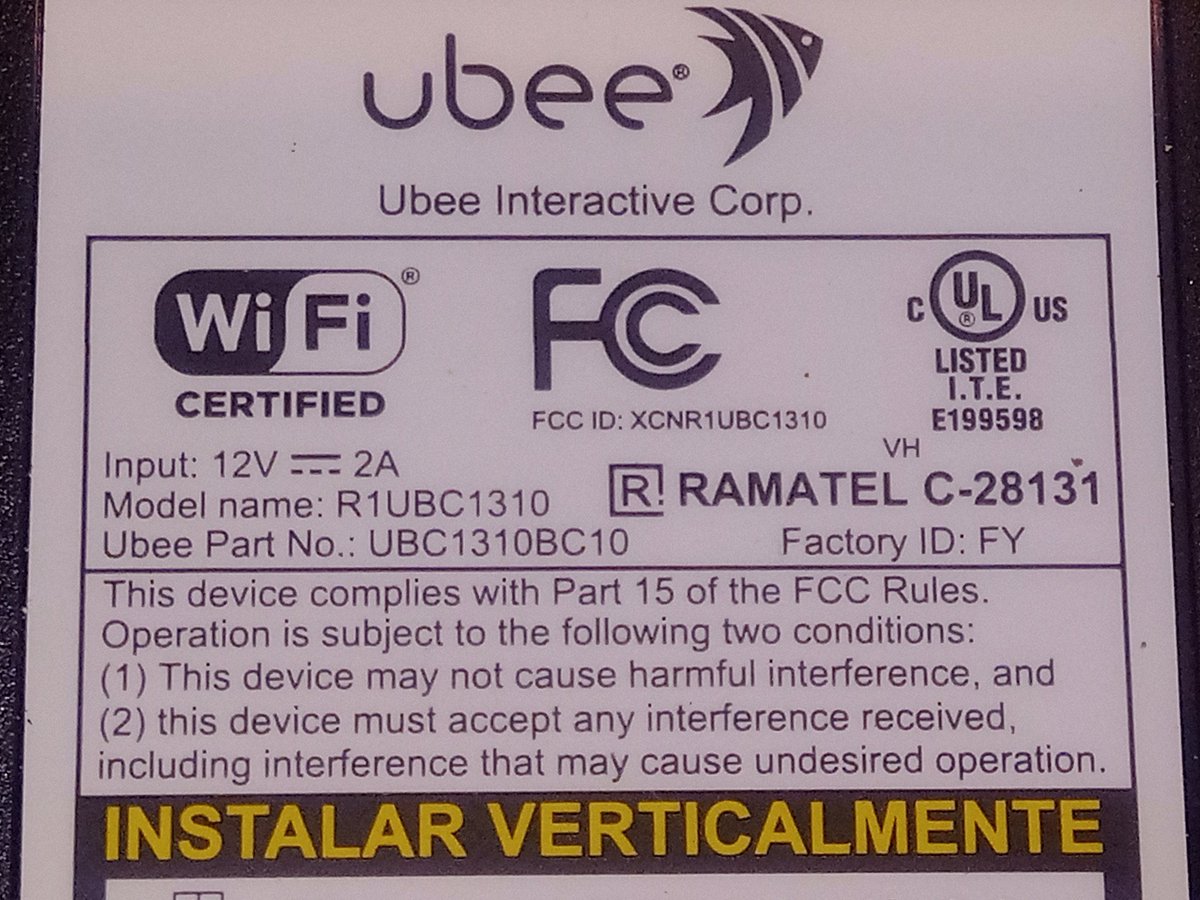 ubee®
Ubee Interactive Corp.
Wi Fi ®
CERTIFIED
FC
FCC ID: XCNR1UBC1310
C UL ® US
LISTED
I.T.E.
E199598
Input: 12V ⎓ 2A
VH
Model name: R1UBC1310
R! RAMATEL C-28131
Ubee Part No.: UBC1310BC10
Factory ID: FY
This device complies with Part 15 of the FCC Rules.
Operation is subject to the following two conditions:
(1) This device may not cause harmful interference, and
(2) this device must accept any interference received,
including interference that may cause undesired operation.
INSTALAR VERTICALMENTE